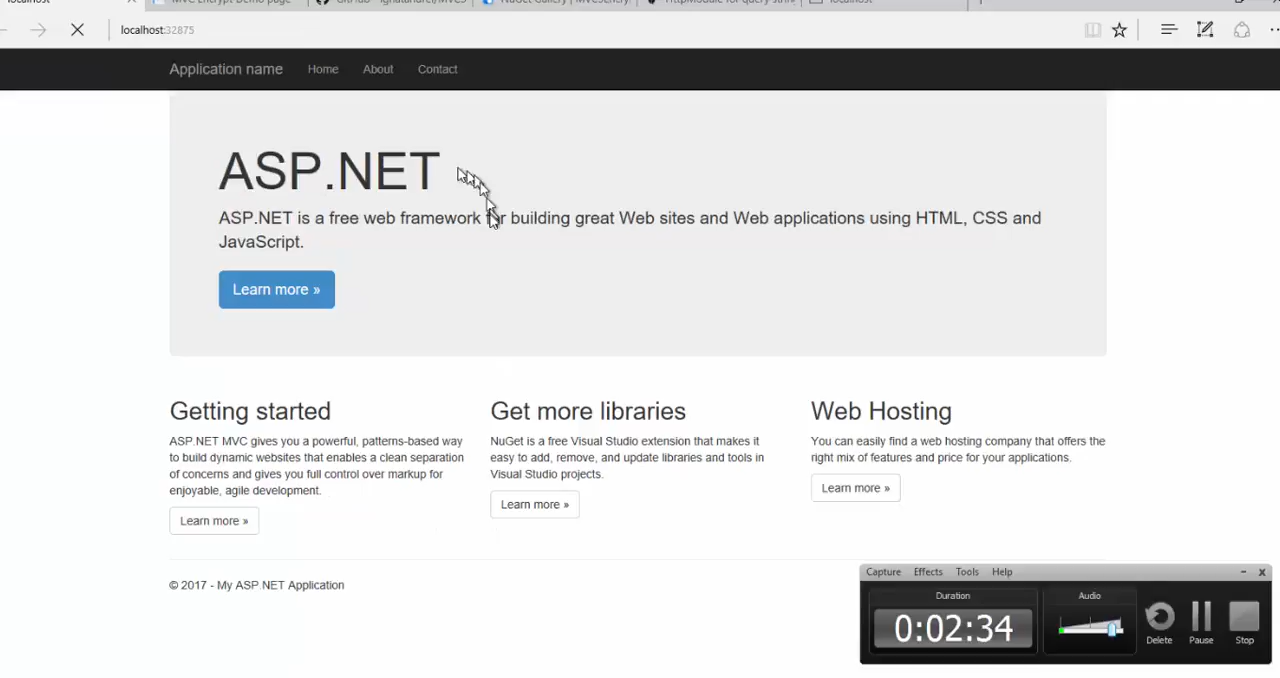 localhost
localhost:32875
Application name Home About Contact
ASP.NET
ASP.NET is a free web framework for building great Web sites and Web applications using HTML, CSS and
JavaScript.
Learn more »
Getting started
ASP.NET MVC gives you a powerful, patterns-based way
to build dynamic websites that enables a clean separation
of concerns and gives you full control over markup for
enjoyable, agile development.
Learn more »
Get more libraries
NuGet is a free Visual Studio extension that makes it
easy to add, remove, and update libraries and tools in
Visual Studio projects.
Learn more »
Web Hosting
You can easily find a web hosting company that offers the
right mix of features and price for your applications.
Learn more »
© 2017 - My ASP.NET Application
Capture Effects Tools Help
Duration
0:02:34
Audio
Delete Pause Stop